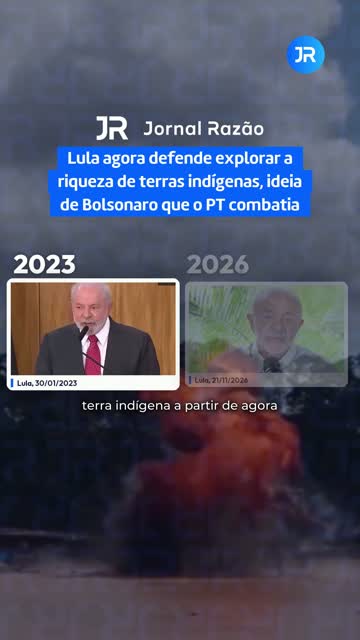 JR
JR Jornal Razão
Lula agora defende explorar a
riqueza de terras indígenas, ideia
de Bolsonaro que o PT combatia
2023
2026
Lula, 30/01/2023
Lula, 21/11/2026
terra indígena a partir de agora